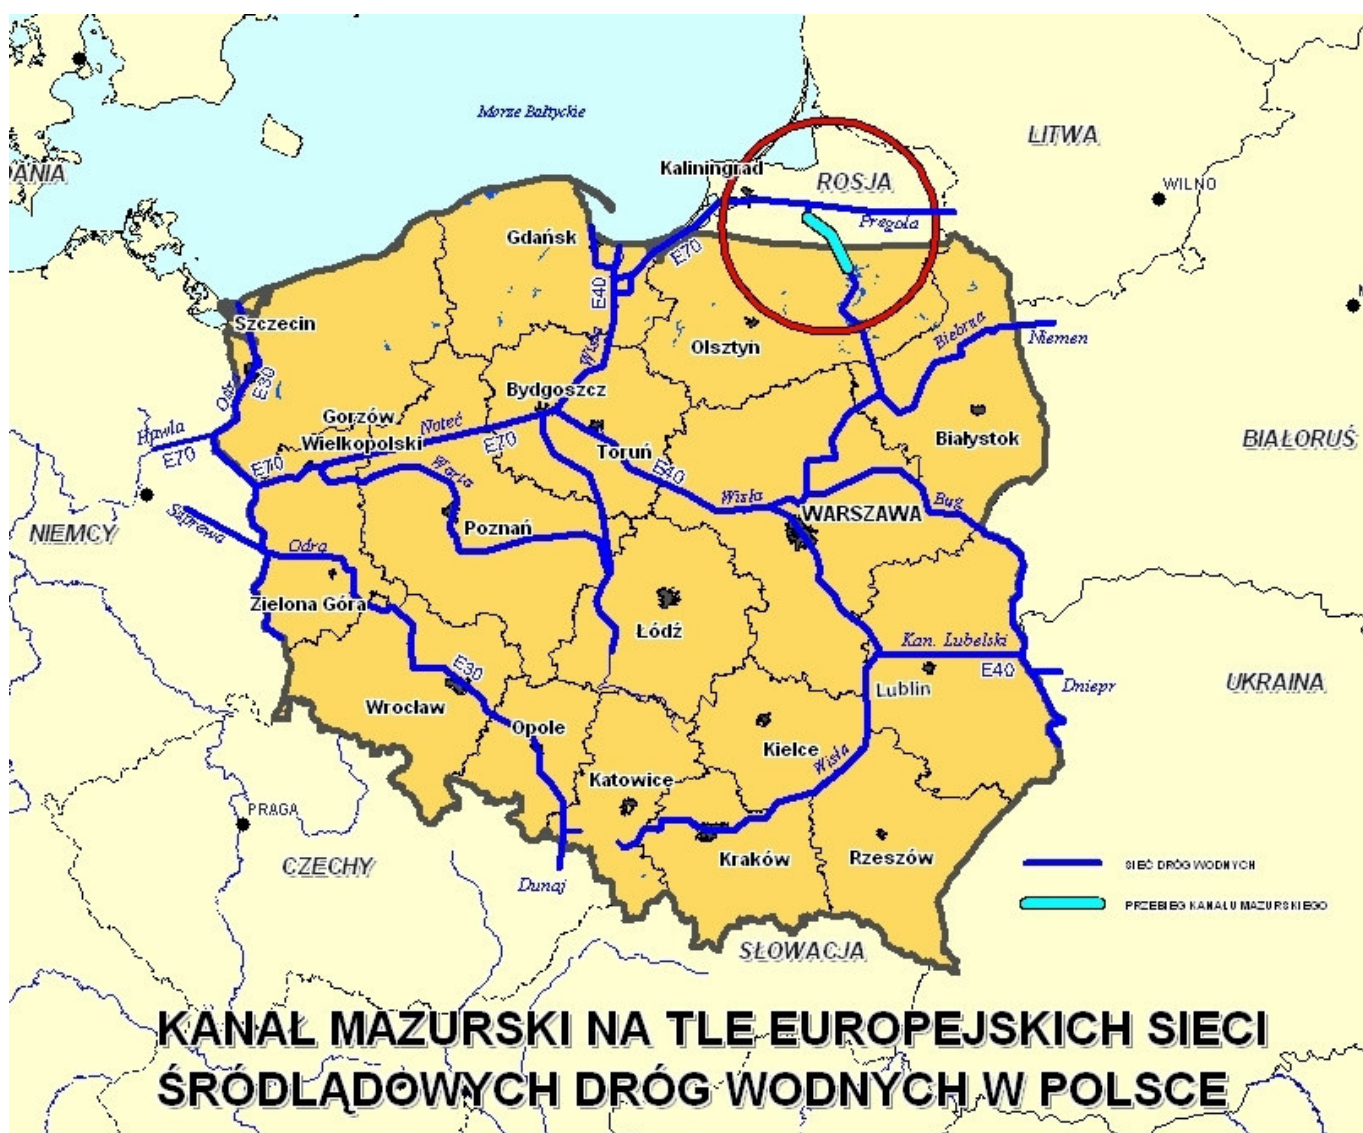 Morze Bałtyckie
LITWA
ANIA
Kaliningrad
ROSJA
WILNO
Pregoła
Gdańsk
E70
E40
Szczecin
Wisła
Olsztyn
Biebrza
Niemen
Odra
E30
Bydgoszcz
Gorzów
Wielkopolski
Noteć
Hawla
E70
E70
E70
Toruń
Białystok
BIAŁORUŚ
Warta
E40
Wisła
Bug
WARSZAWA
Poznań
NIEMCY
Szprewa
Odra
Zielona Góra
Łódź
Kan. Lubelski
E40
E30
Lublin
Dniepr
UKRAINA
Wrocław
Opole
Kielce
Wisła
Katowice
PRAGA
Kraków
Rzeszów
CZECHY
Dunaj
SIEĆ DRÓG WODNYCH
PRZEBIEG KANAŁU MAZURSKIEGO
SŁOWACJA
KANAŁ MAZURSKI NA TLE EUROPEJSKICH SIECI
ŚRÓDLĄDOWYCH DRÓG WODNYCH W POLSCE